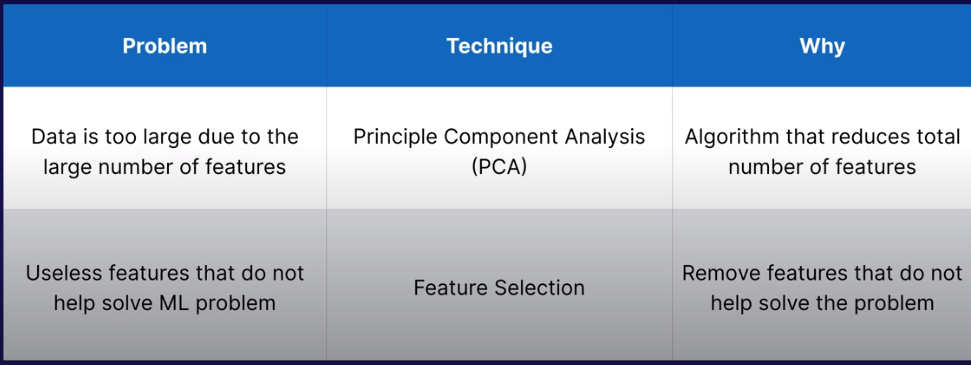 Problem
Technique
Why
Data is too large due to the
large number of features
Principle Component Analysis
(PCA)
Algorithm that reduces total
number of features
Useless features that do not
help solve ML problem
Feature Selection
Remove features that do not
help solve the problem